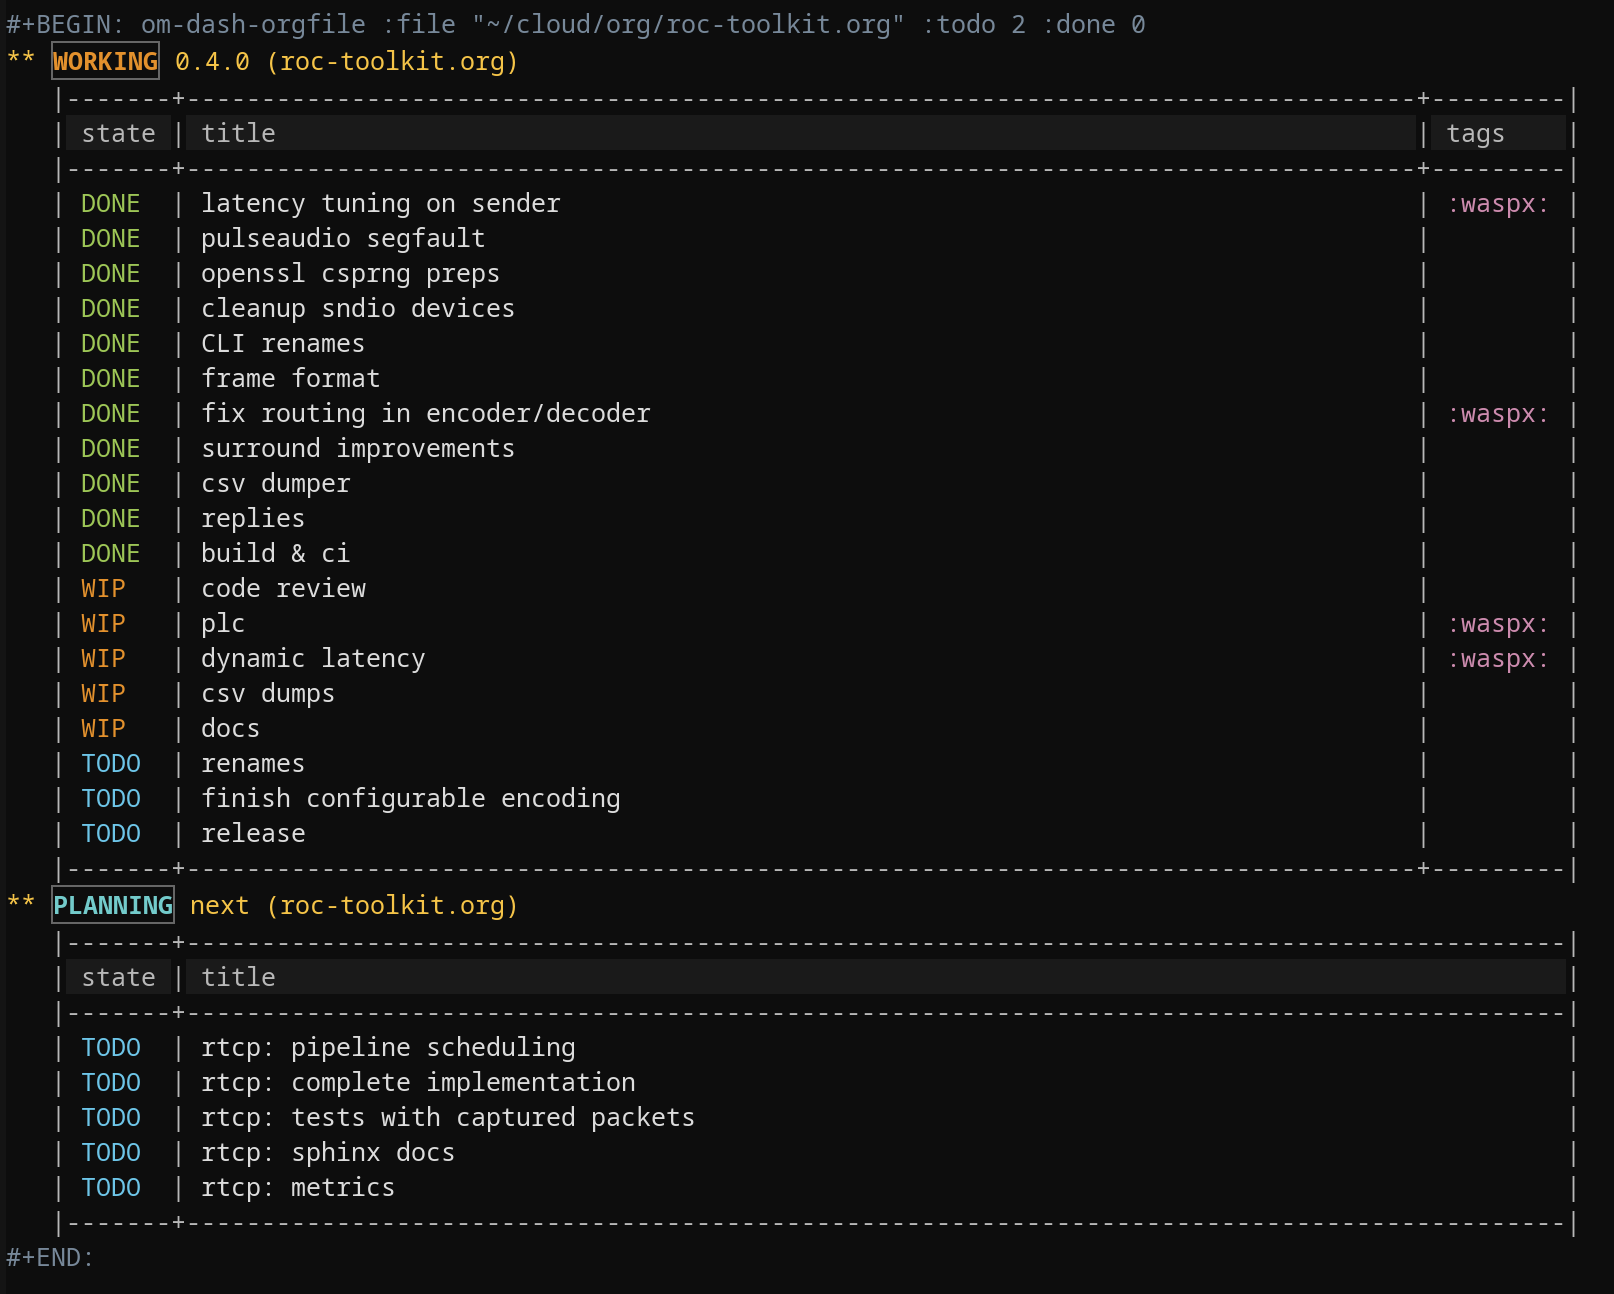 #+BEGIN: om-dash-orgfile :file "~/cloud/org/roc-toolkit.org" :todo 2 :done 0
** WORKING 0.4.0 (roc-toolkit.org)
|-------+----------------------------------------------------------------------------------+---------|
| state | title | tags |
|-------+----------------------------------------------------------------------------------+---------|
| DONE | latency tuning on sender | :waspx: |
| DONE | pulseaudio segfault | |
| DONE | openssl csprng preps | |
| DONE | cleanup sndio devices | |
| DONE | CLI renames | |
| DONE | frame format | |
| DONE | fix routing in encoder/decoder | :waspx: |
| DONE | surround improvements | |
| DONE | csv dumper | |
| DONE | replies | |
| DONE | build & ci | |
| WIP | code review | |
| WIP | plc | :waspx: |
| WIP | dynamic latency | :waspx: |
| WIP | csv dumps | |
| WIP | docs | |
| TODO | renames | |
| TODO | finish configurable encoding | |
| TODO | release | |
|-------+----------------------------------------------------------------------------------+---------|
** PLANNING next (roc-toolkit.org)
|-------+--------------------------------------------------------------------------------------------|
| state | title |
|-------+--------------------------------------------------------------------------------------------|
| TODO | rtcp: pipeline scheduling |
| TODO | rtcp: complete implementation |
| TODO | rtcp: tests with captured packets |
| TODO | rtcp: sphinx docs |
| TODO | rtcp: metrics |
|-------+--------------------------------------------------------------------------------------------|
#+END: